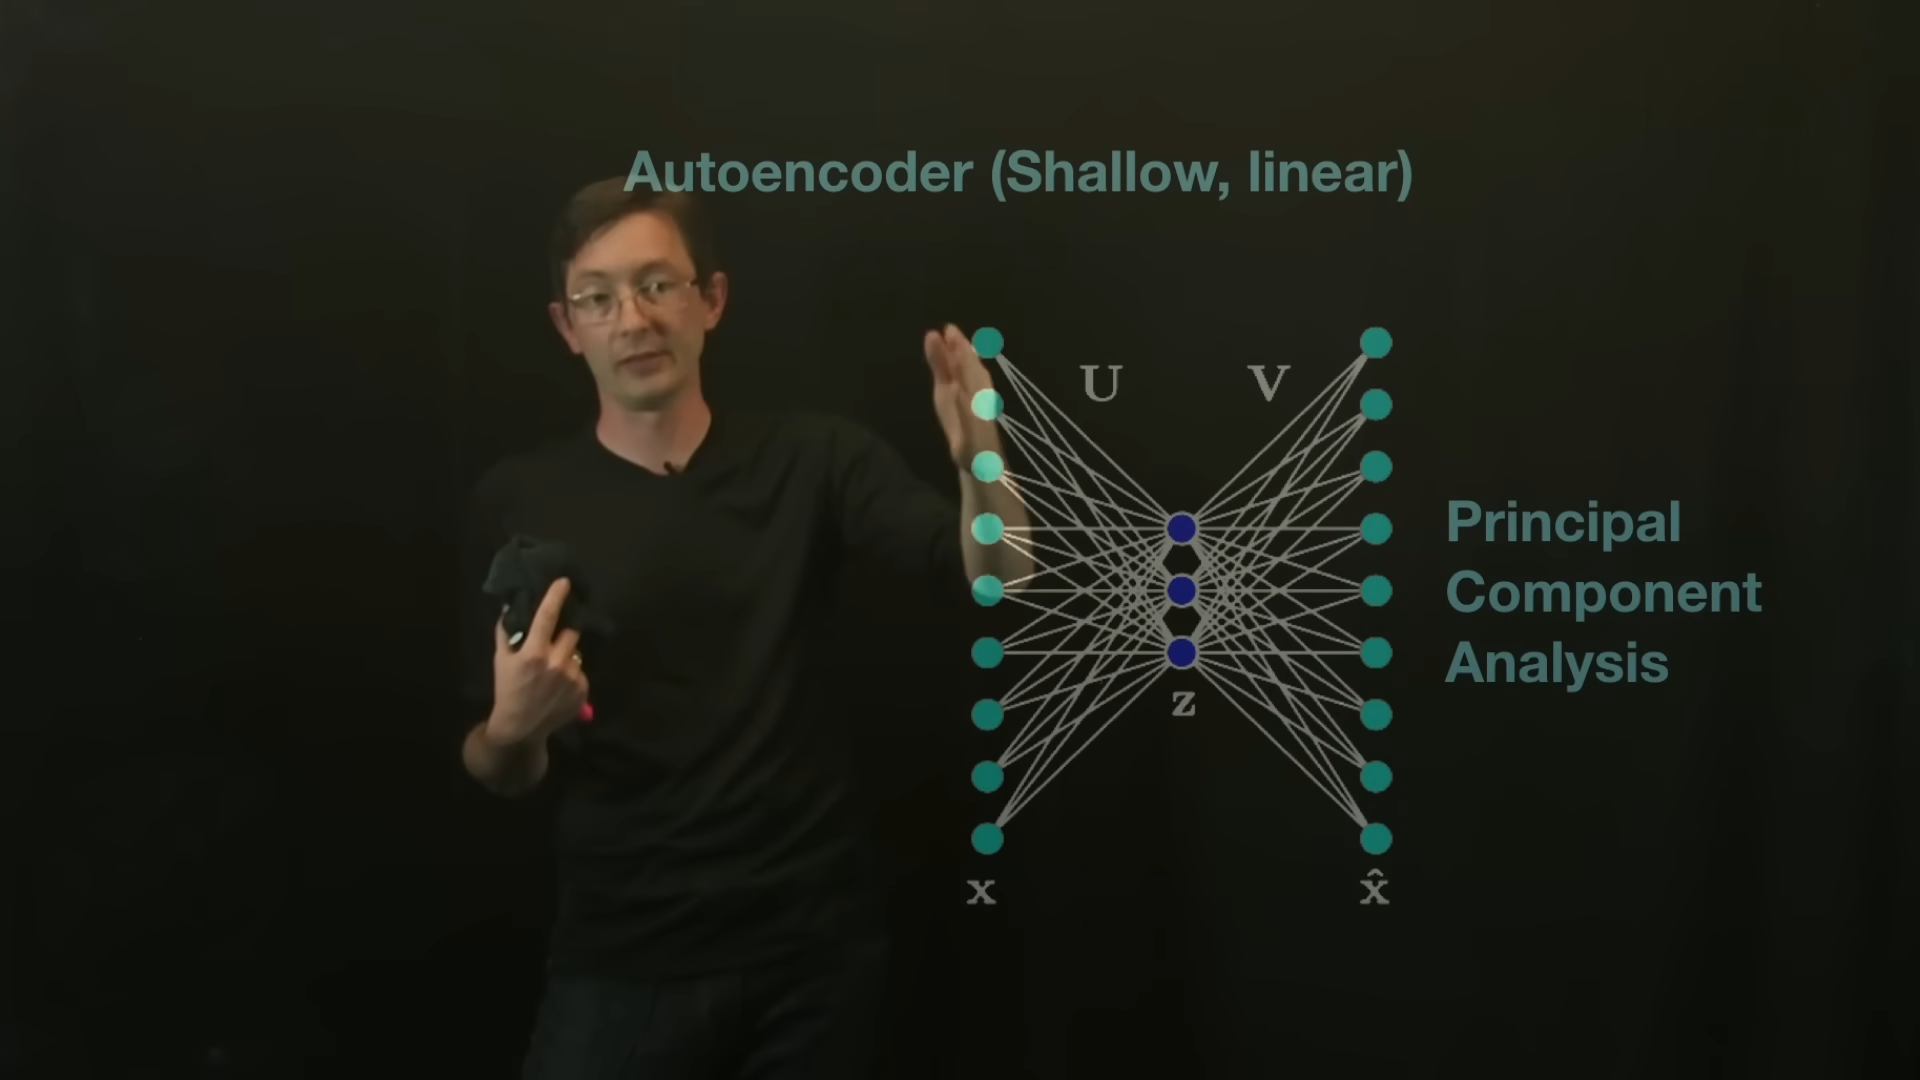 Autoencoder (Shallow, linear)
U V
Principal
Component
Analysis
z
x x̂